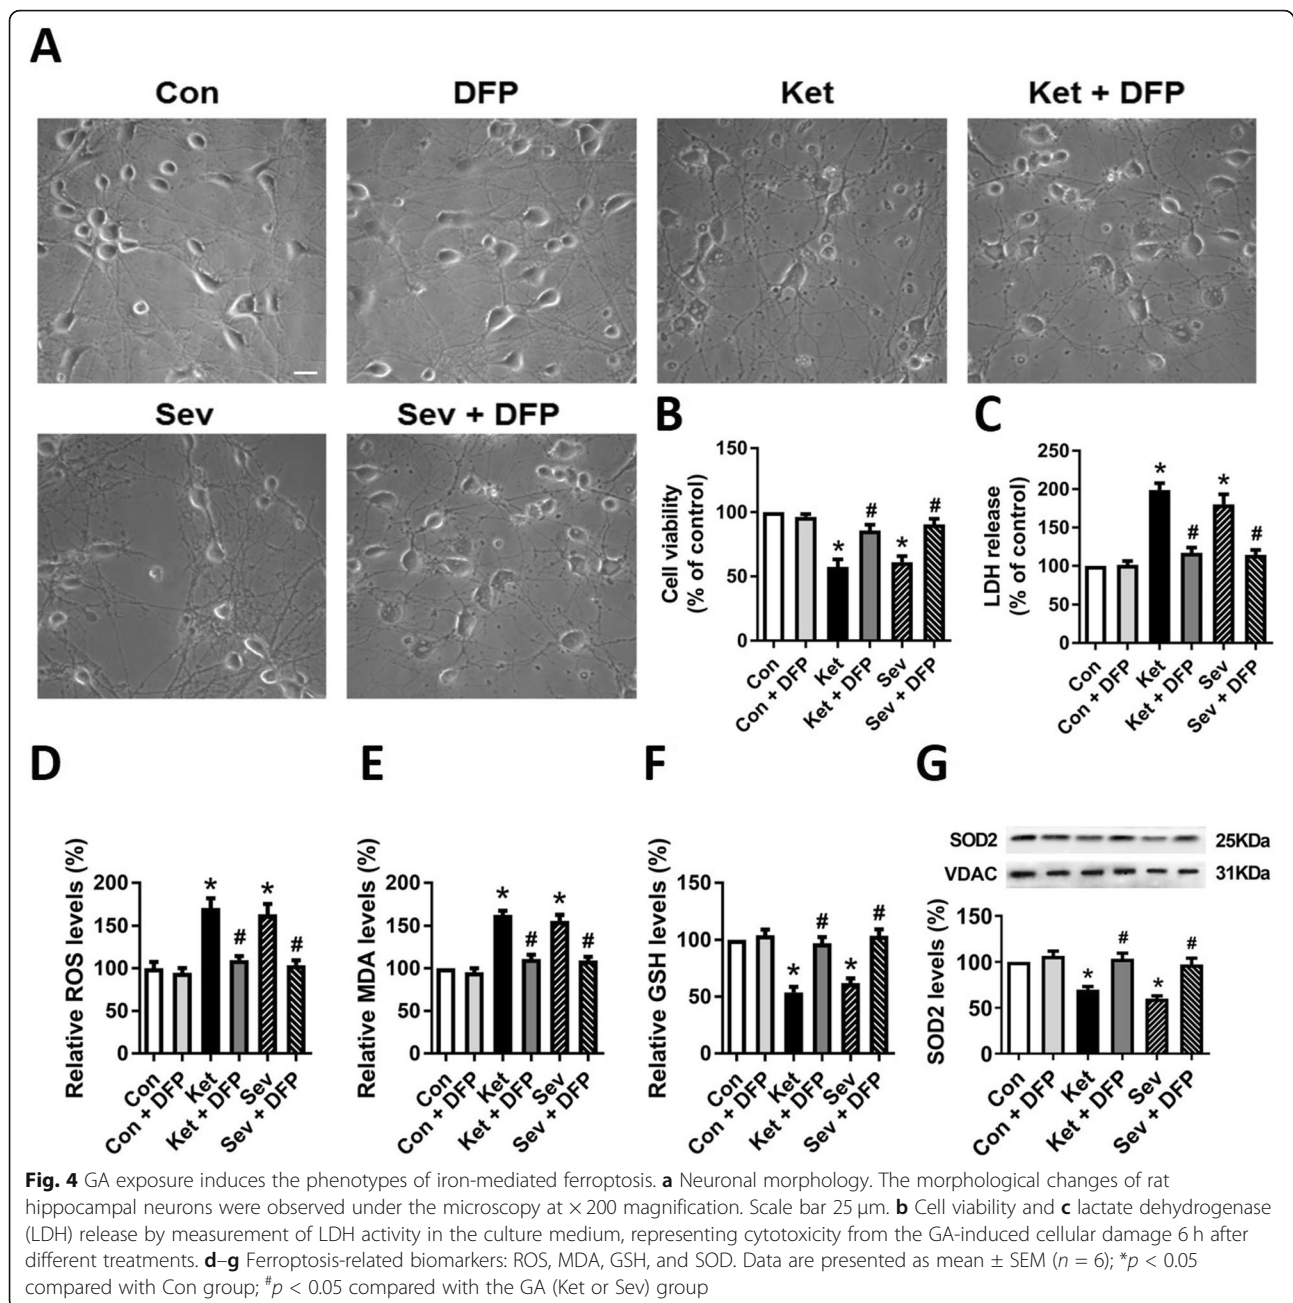 A
Con
DFP
Ket
Ket + DFP
Sev
Sev + DFP
B
Cell viability
(% of control)
150
100
50
0
*
#
*
#
Con
Con + DFP
Ket
Ket + DFP
Sev
Sev + DFP
C
LDH release
(% of control)
250
200
150
100
50
0
*
#
*
#
Con
Con + DFP
Ket
Ket + DFP
Sev
Sev + DFP
D
Relative ROS levels (%)
200
150
100
50
0
*
#
*
#
Con
Con + DFP
Ket
Ket + DFP
Sev
Sev + DFP
E
Relative MDA levels (%)
200
150
100
50
0
*
#
*
#
Con
Con + DFP
Ket
Ket + DFP
Sev
Sev + DFP
F
Relative GSH levels (%)
150
100
50
0
*
#
*
#
Con
Con + DFP
Ket
Ket + DFP
Sev
Sev + DFP
G
SOD2 25KDa
VDAC 31KDa
SOD2 levels (%)
150
100
50
0
*
#
*
#
Con
Con + DFP
Ket
Ket + DFP
Sev
Sev + DFP
Fig. 4 GA exposure induces the phenotypes of iron-mediated ferroptosis. a Neuronal morphology. The morphological changes of rat
hippocampal neurons were observed under the microscopy at × 200 magnification. Scale bar 25 μm. b Cell viability and c lactate dehydrogenase
(LDH) release by measurement of LDH activity in the culture medium, representing cytotoxicity from the GA-induced cellular damage 6 h after
different treatments. d–g Ferroptosis-related biomarkers: ROS, MDA, GSH, and SOD. Data are presented as mean ± SEM (n = 6); *p < 0.05
compared with Con group; #p < 0.05 compared with the GA (Ket or Sev) group